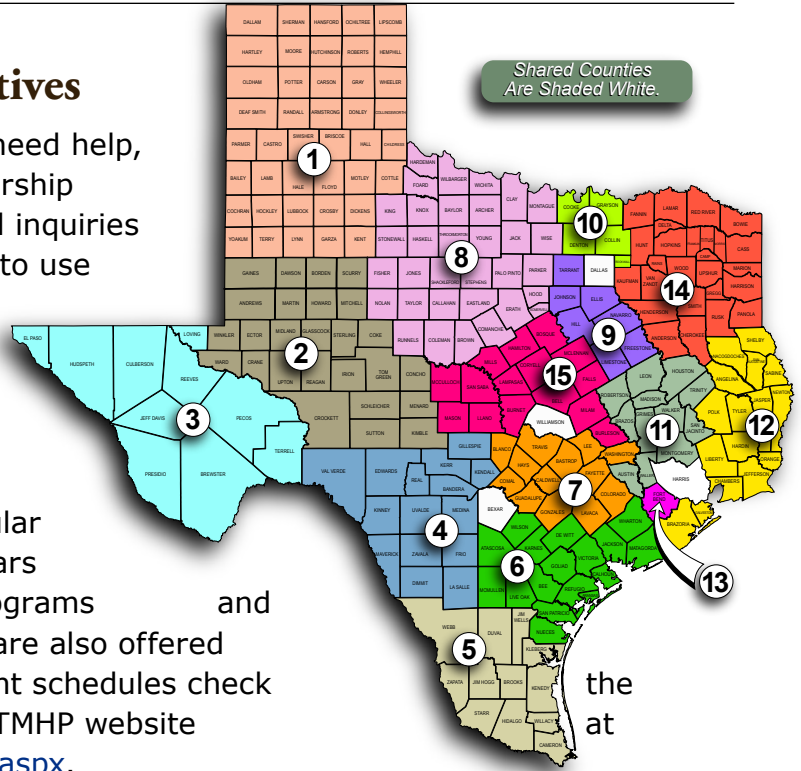 Shared Counties
Are Shaded White.
tives
need help,
ership
d inquiries
to use
ular
ars
ograms and
are also offered
nt schedules check the
TMHP website at
aspx.
DALLAM SHERMAN HANSFORD OCHILTREE LIPSCOMB
HARTLEY MOORE HUTCHINSON ROBERTS HEMPHILL
OLDHAM POTTER CARSON GRAY WHEELER
DEAF SMITH RANDALL ARMSTRONG DONLEY COLLINGSWORTH
PARMER CASTRO SWISHER BRISCOE HALL CHILDRESS
1
BAILEY LAMB HALE FLOYD MOTLEY COTTLE
COCHRAN HOCKLEY LUBBOCK CROSBY DICKENS
YOAKUM TERRY LYNN GARZA KENT
HARDEMAN
FOARD WILBARGER WICHITA
CLAY MONTAGUE
KING KNOX BAYLOR ARCHER
STONEWALL HASKELL THROCKMORTON YOUNG JACK WISE
8
FISHER JONES SHACKELFORD STEPHENS PALO PINTO PARKER
NOLAN TAYLOR CALLAHAN EASTLAND ERATH HOOD
RUNNELS COLEMAN BROWN COMANCHE
COOKE GRAYSON
10
DENTON COLLIN
FANNIN LAMAR RED RIVER BOWIE
DELTA
HUNT HOPKINS TITUS CASS
CAMP
MARION
KAUFMAN VAN ZANDT WOOD UPSHUR HARRISON
14
GREGG
HENDERSON SMITH RUSK PANOLA
ANDERSON CHEROKEE
TARRANT DALLAS
JOHNSON ELLIS
HILL NAVARRO
9
FREESTONE
LIMESTONE
GAINES DAWSON BORDEN SCURRY
ANDREWS MARTIN HOWARD MITCHELL
LOVING WINKLER ECTOR MIDLAND GLASSCOCK STERLING COKE
2
WARD CRANE UPTON REAGAN IRION TOM GREEN CONCHO
CROCKETT SCHLEICHER MENARD
SUTTON KIMBLE
EL PASO HUDSPETH CULBERSON REEVES
3
JEFF DAVIS PECOS
TERRELL
PRESIDIO BREWSTER
BOSQUE
HAMILTON MCLENNAN
MILLS CORYELL
15
FALLS
MCCULLOCH SAN SABA LAMPASAS BELL
MASON LLANO BURNET MILAM
WILLIAMSON BURLESON
LEON HOUSTON
ROBERTSON MADISON TRINITY
BRAZOS GRIMES WALKER
11
SAN JACINTO
MONTGOMERY
AUSTIN WALLER
HARRIS
SHELBY
NACOGDOCHES
ANGELINA SABINE
NEWTON
JASPER
POLK TYLER
12
HARDIN
LIBERTY ORANGE
JEFFERSON
CHAMBERS
BRAZORIA
FORT BEND
13
GILLESPIE
VAL VERDE EDWARDS KERR KENDALL
REAL BANDERA
KINNEY UVALDE MEDINA
4
MAVERICK ZAVALA FRIO
DIMMIT LA SALLE
BLANCO TRAVIS LEE WASHINGTON
HAYS BASTROP
COMAL CALDWELL FAYETTE
7
GUADALUPE COLORADO
GONZALES LAVACA
BEXAR
WILSON DE WITT WHARTON
ATASCOSA KARNES JACKSON MATAGORDA
6
GOLIAD VICTORIA
CALHOUN
MCMULLEN LIVE OAK BEE REFUGIO
SAN PATRICIO
NUECES
WEBB DUVAL JIM WELLS
5
KLEBERG
ZAPATA JIM HOGG BROOKS KENEDY
STARR HIDALGO WILLACY
CAMERON